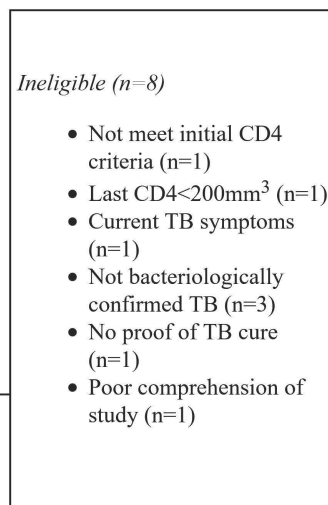 Ineligible (n=8)
• Not meet initial CD4
criteria (n=1)
• Last CD4<200mm³ (n=1)
• Current TB symptoms
(n=1)
• Not bacteriologically
confirmed TB (n=3)
• No proof of TB cure
(n=1)
• Poor comprehension of
study (n=1)